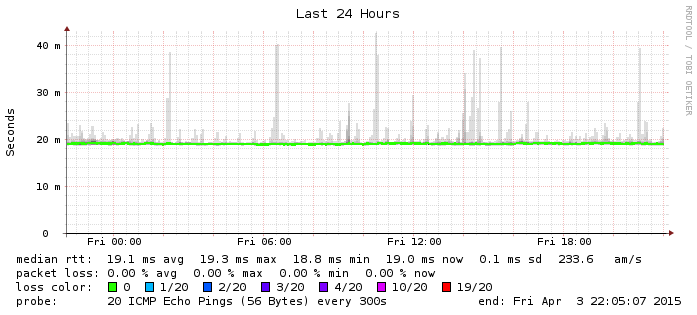 Last 24 Hours
RRDTOOL / TOBI OETIKER
Seconds
40 m
30 m
20 m
10 m
0
Fri 00:00 Fri 06:00 Fri 12:00 Fri 18:00
median rtt: 19.1 ms avg 19.3 ms max 18.8 ms min 19.0 ms now 0.1 ms sd 233.6 am/s
packet loss: 0.00 % avg 0.00 % max 0.00 % min 0.00 % now
loss color: 0 1/20 2/20 3/20 4/20 10/20 19/20
probe: 20 ICMP Echo Pings (56 Bytes) every 300s end: Fri Apr 3 22:05:07 2015